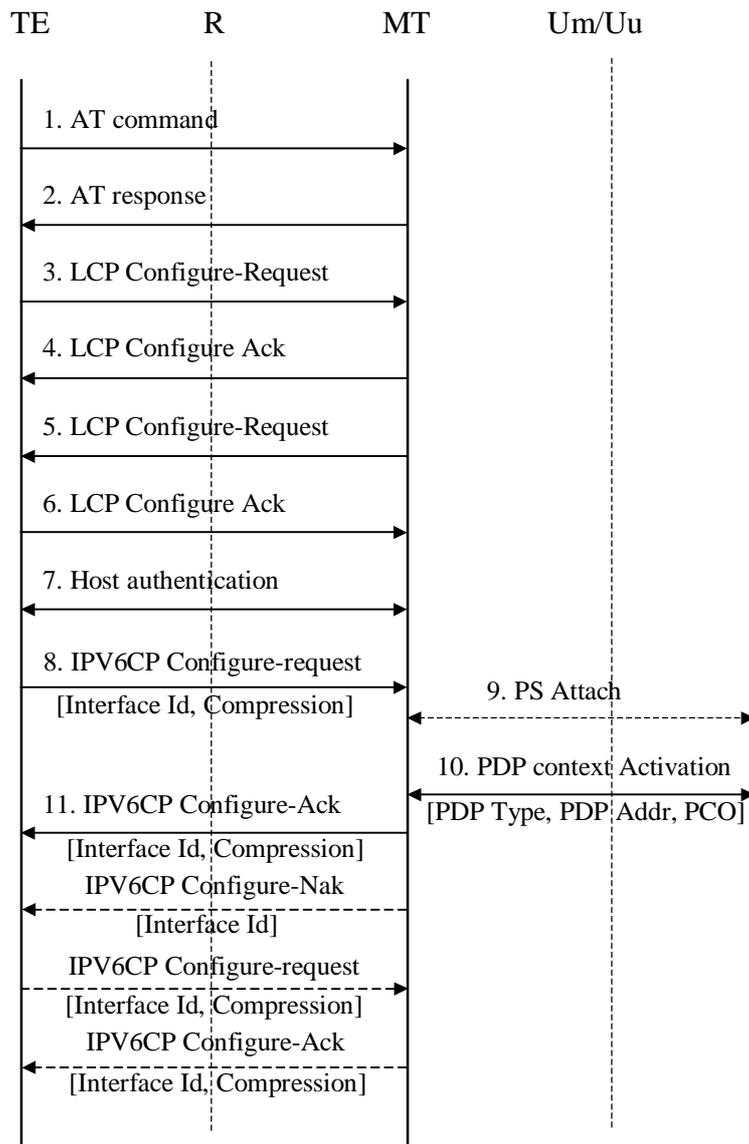 TE R MT Um/Uu
1. AT command
2. AT response
3. LCP Configure-Request
4. LCP Configure Ack
5. LCP Configure-Request
6. LCP Configure Ack
7. Host authentication
8. IPV6CP Configure-request
[Interface Id, Compression]
9. PS Attach
10. PDP context Activation
[PDP Type, PDP Addr, PCO]
11. IPV6CP Configure-Ack
[Interface Id, Compression]
IPV6CP Configure-Nak
[Interface Id]
IPV6CP Configure-request
[Interface Id, Compression]
IPV6CP Configure-Ack
[Interface Id, Compression]